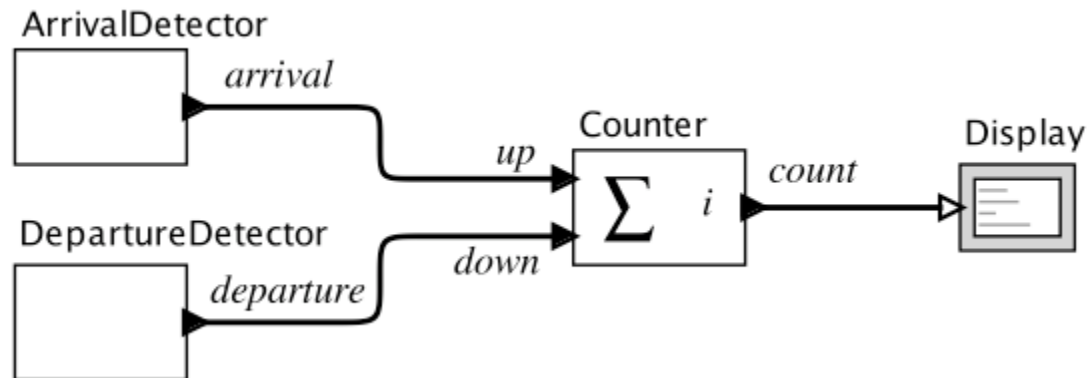 ArrivalDetector
arrival
up
Counter
Σ i
count
Display
DepartureDetector
departure
down